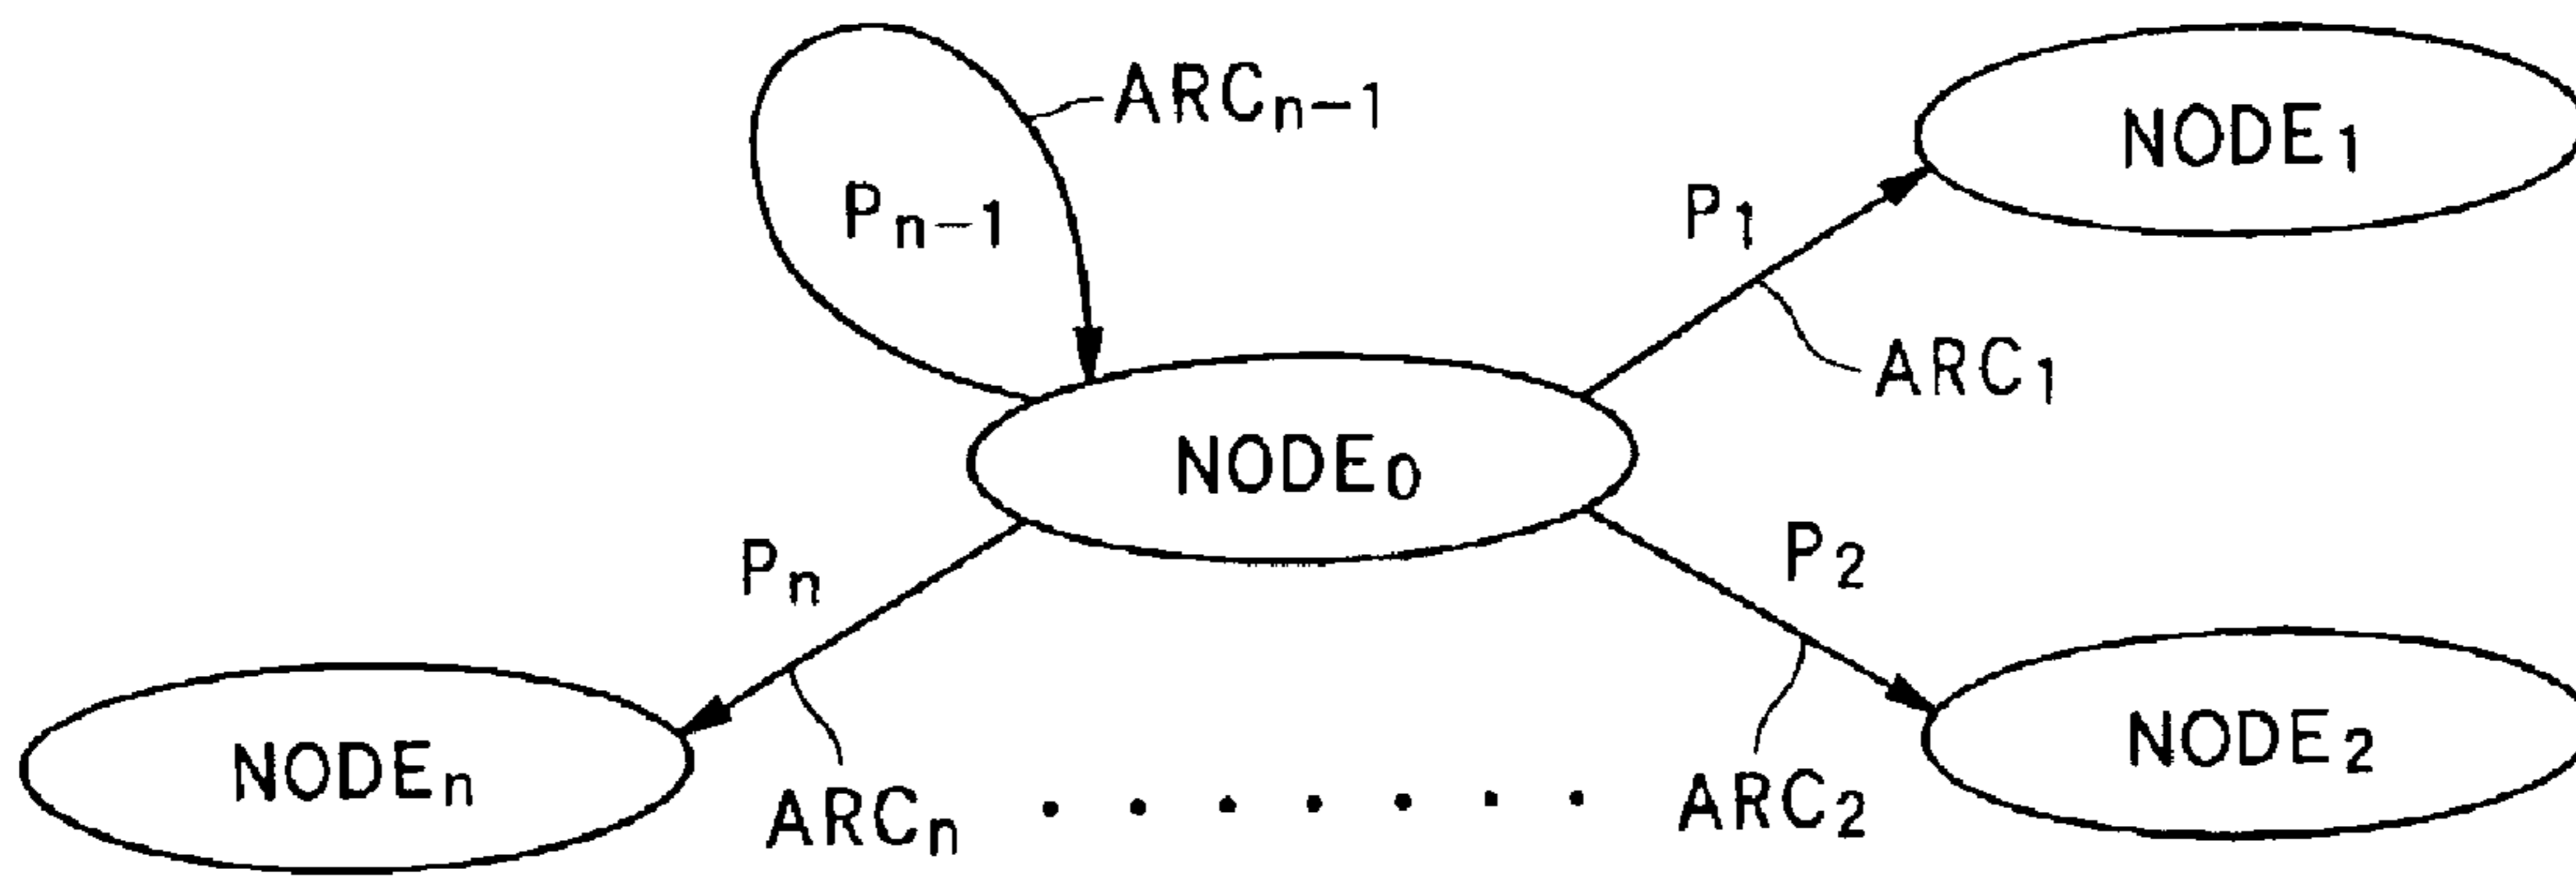 ARCn-1
NODE1
Pn-1
P1
ARC1
NODE0
Pn
P2
NODEn
NODE2
ARCn ....... ARC2